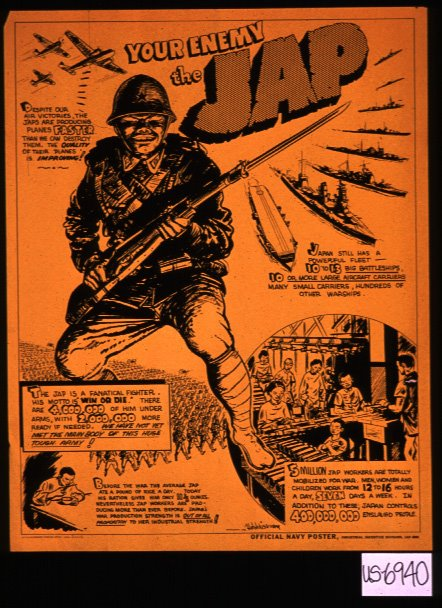 YOUR ENEMY
the
JAP
DESPITE OUR
AIR VICTORIES, THE
JAPS ARE PRODUCING
PLANES FASTER
THAN WE CAN DESTROY
THEM. THE QUALITY
OF THEIR PLANES
IS IMPROVING!
JAPAN STILL HAS A
POWERFUL FLEET —
10 TO 13 BIG BATTLESHIPS,
10 OR MORE LARGE AIRCRAFT CARRIERS
MANY SMALL CARRIERS, HUNDREDS OF
OTHER WARSHIPS.
THE JAP IS A FANATICAL FIGHTER.
HIS MOTTO IS "WIN OR DIE." THERE
ARE 4,000,000 OF HIM UNDER
ARMS, WITH 2,000,000 MORE
READY IF NEEDED. WE HAVE NOT YET
MET THE MAIN BODY OF THIS HUGE
TOUGH ARMY!
BEFORE THE WAR THE AVERAGE JAP
ATE A POUND OF RICE A DAY. TODAY
HIS NATION GIVES HIM ONLY
OUNCES.
NEVERTHELESS JAP WORKERS ARE PRO-
DUCING MORE THAN EVER BEFORE. JAPAN'S
WAR PRODUCTION STRENGTH IS OUT OF ALL
PROPORTION TO HER INDUSTRIAL STRENGTH!
5 MILLION JAP WORKERS ARE TOTALLY
MOBILIZED FOR WAR. MEN, WOMEN AND
CHILDREN WORK FROM 12 TO 16 HOURS
A DAY, SEVEN DAYS A WEEK. IN
ADDITION TO THESE, JAPAN CONTROLS
400,000,000 ENSLAVED PEOPLE.
OFFICIAL NAVY POSTER, INDUSTRIAL INCENTIVE DIVISION,
US6940